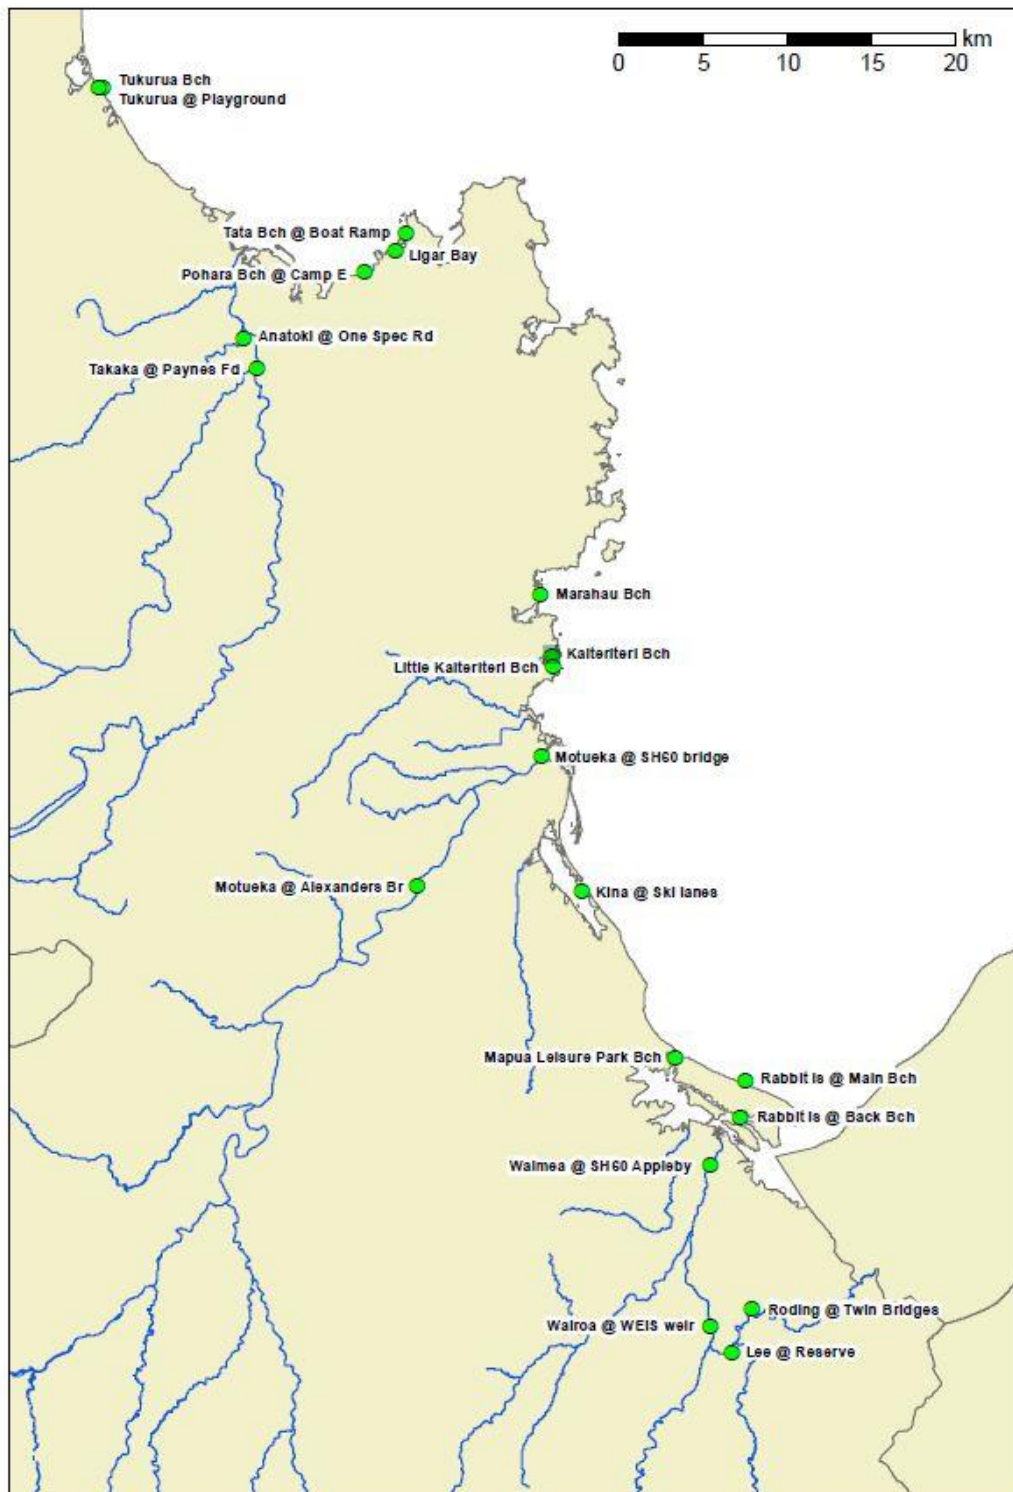 km
0 5 10 15 20
Tukurua Bch
Tukurua @ Playground
Tata Bch @ Boat Ramp
Ligar Bay
Pohara Bch @ Camp E
Anatoki @ One Spec Rd
Takaka @ Paynes Fd
Marahau Bch
Kaiteriteri Bch
Little Kaiteriteri Bch
Motueka @ SH60 bridge
Motueka @ Alexanders Br
Kina @ Ski lanes
Mapua Leisure Park Bch
Rabbit Is @ Main Bch
Rabbit Is @ Back Bch
Waimea @ SH60 Appleby
Roding @ Twin Bridges
Wairoa @ WEIS weir
Lee @ Reserve